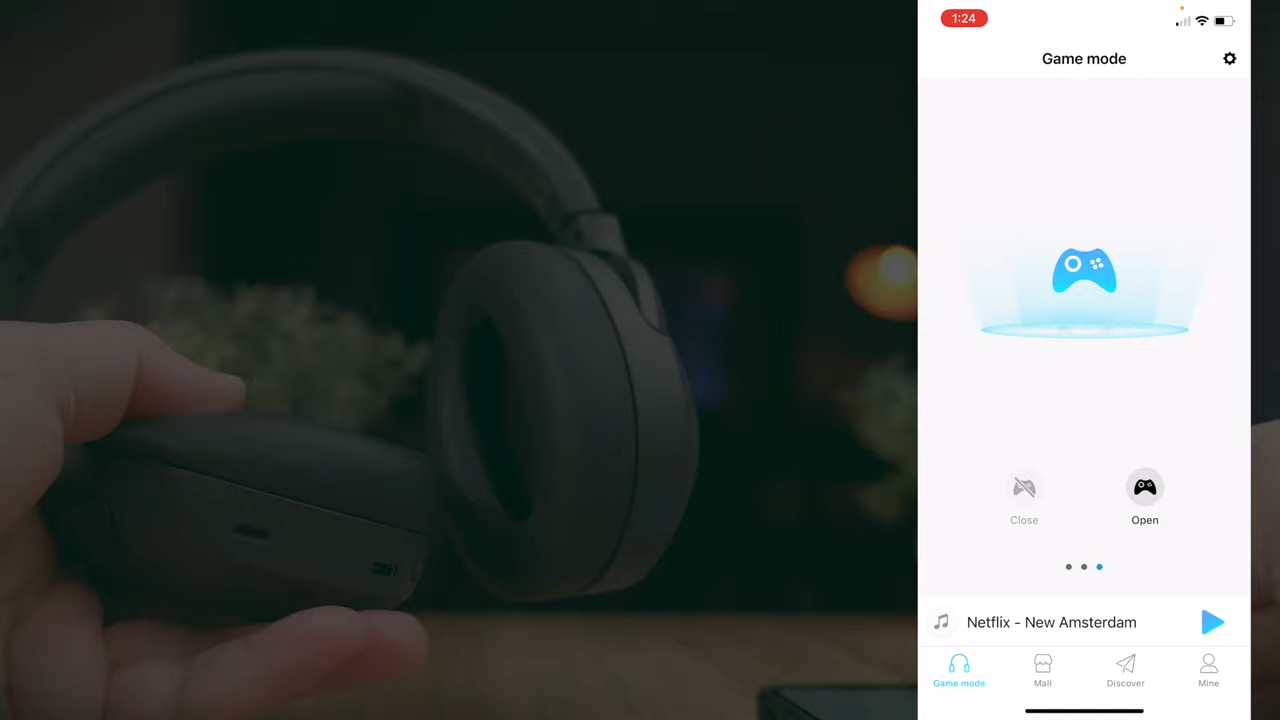 1:24
Game mode
Close
Open
Netflix - New Amsterdam
Game mode
Mall
Discover
Mine